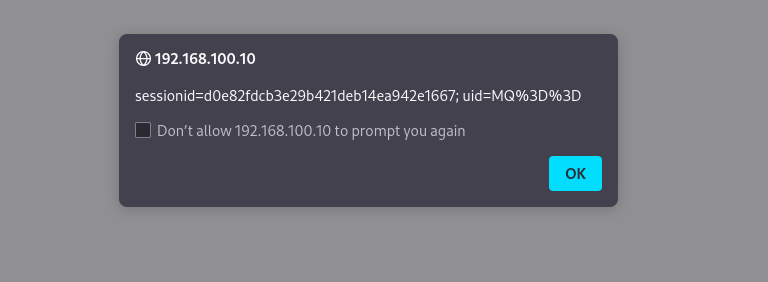 192.168.100.10
sessionid=d0e82fdcb3e29b421deb14ea942e1667; uid=MQ%3D%3D
Don’t allow 192.168.100.10 to prompt you again
OK